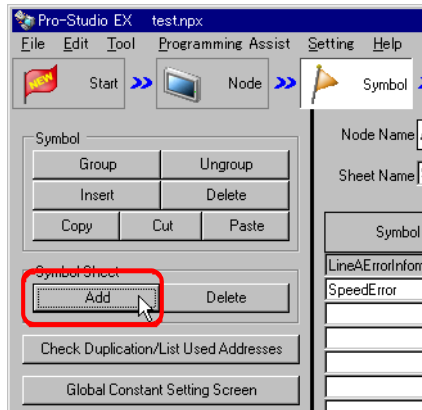 Pro-Studio EX test.npx
File Edit Tool Programming Assist Setting Help
NEW Start Node Symbol
Symbol
Group Ungroup
Insert Delete
Copy Cut Paste
Symbol Sheet
Add Delete
Check Duplication/List Used Addresses
Global Constant Setting Screen
Node Name
Sheet Name
Symbol
LineAErrorInform
SpeedError